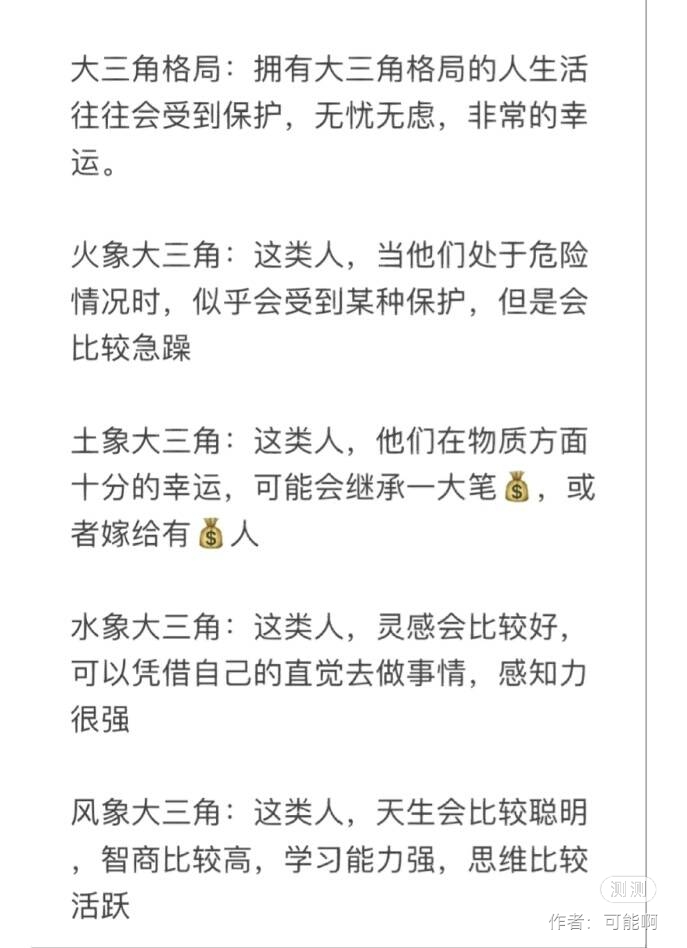 大三角格局：拥有大三角格局的人生活
往往会受到保护，无忧无虑，非常的幸
运。
火象大三角：这类人，当他们处于危险
情况时，似乎会受到某种保护，但是会
比较急躁
土象大三角：这类人，他们在物质方面
十分的幸运，可能会继承一大笔💰，或
者嫁给有💰人
水象大三角：这类人，灵感会比较好，
可以凭借自己的直觉去做事情，感知力
很强
风象大三角：这类人，天生会比较聪明
，智商比较高，学习能力强，思维比较
活跃
测测
作者：可能啊